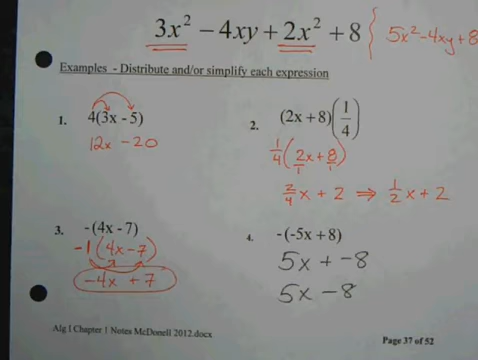 3x² − 4xy + 2x² + 8 { 5x² − 4xy + 8
Examples - Distribute and/or simplify each expression
1. 4(3x - 5)
12x − 20
2. (2x + 8)(1/4)
1/4 (2x/1 + 8/1)
2/4 x + 2 ⇒ 1/2 x + 2
3. -(4x - 7)
-1(4x − 7)
−4x + 7
4. -(-5x + 8)
5x + −8
5x − 8
Alg I Chapter 1 Notes McDonell 2012.docx
Page 37 of 52